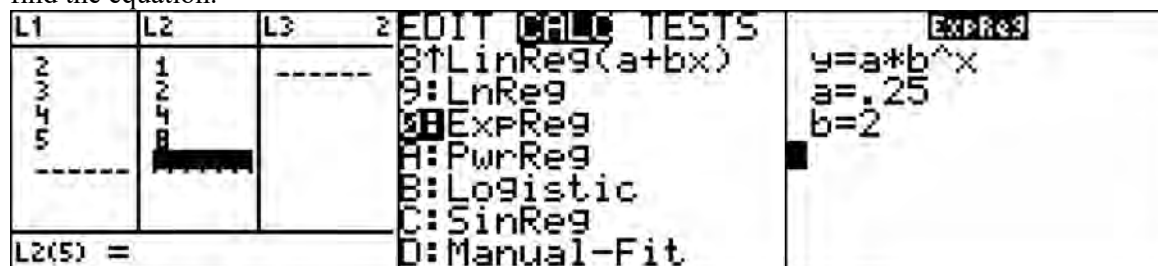 find the equation.
L1 L2 L3 2
2 1 ------
3 2
4 4
5 8
------
L2(5) =
EDIT CALC TESTS
8↑LinReg(a+bx)
9:LnReg
0:ExpReg
A:PwrReg
B:Logistic
C:SinReg
D:Manual-Fit
ExpReg
y=a*b^x
a=.25
b=2